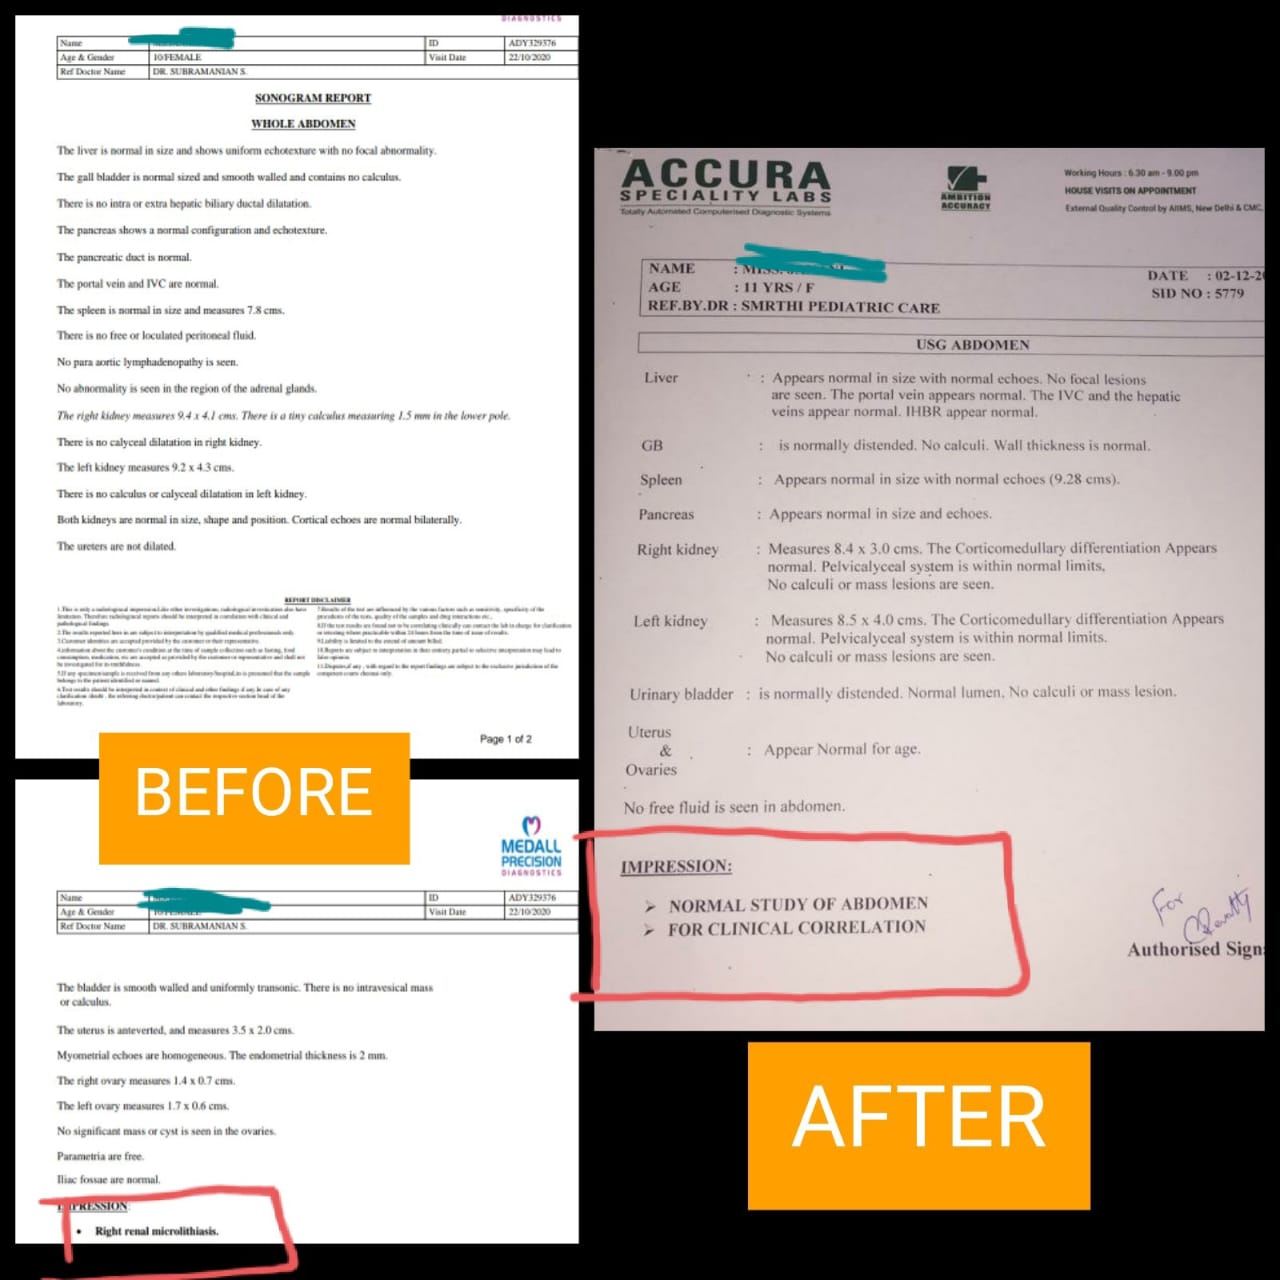 DIAGNOSTICS
Name ID ADY329376
Age & Gender 10/FEMALE Visit Date 22/10/2020
Ref Doctor Name DR. SUBRAMANIAN S.
SONOGRAM REPORT
WHOLE ABDOMEN
The liver is normal in size and shows uniform echotexture with no focal abnormality.
The gall bladder is normal sized and smooth walled and contains no calculus.
There is no intra or extra hepatic biliary ductal dilatation.
The pancreas shows a normal configuration and echotexture.
The pancreatic duct is normal.
The portal vein and IVC are normal.
The spleen is normal in size and measures 7.8 cms.
There is no free or loculated peritoneal fluid.
No para aortic lymphadenopathy is seen.
No abnormality is seen in the region of the adrenal glands.
The right kidney measures 9.4 x 4.1 cms. There is a tiny calculus measuring 1.5 mm in the lower pole.
There is no calyceal dilatation in right kidney.
The left kidney measures 9.2 x 4.3 cms.
There is no calculus or calyceal dilatation in left kidney.
Both kidneys are normal in size, shape and position. Cortical echoes are normal bilaterally.
The ureters are not dilated.
REPORT DISCLAIMER
Page 1 of 2
BEFORE
MEDALL
PRECISION
DIAGNOSTICS
Name ID ADY329376
Age & Gender 10/FEMALE Visit Date 22/10/2020
Ref Doctor Name DR. SUBRAMANIAN S.
The bladder is smooth walled and uniformly transonic. There is no intravesical mass
or calculus.
The uterus is anteverted, and measures 3.5 x 2.0 cms.
Myometrial echoes are homogeneous. The endometrial thickness is 2 mm.
The right ovary measures 1.4 x 0.7 cms.
The left ovary measures 1.7 x 0.6 cms.
No significant mass or cyst is seen in the ovaries.
Parametria are free.
Iliac fossae are normal.
IMPRESSION:
• Right renal microlithiasis.
ACCURA
SPECIALITY LABS
Totally Automated Computerised Diagnostic Systems
AMBITION
ACCURACY
Working Hours : 6.30 am - 9.00 pm
HOUSE VISITS ON APPOINTMENT
External Quality Control by AIIMS, New Delhi & CMC,
NAME : MISS. DATE : 02-12-20
AGE : 11 YRS / F SID NO : 5779
REF.BY.DR : SMRTHI PEDIATRIC CARE
USG ABDOMEN
Liver : Appears normal in size with normal echoes. No focal lesions
are seen. The portal vein appears normal. The IVC and the hepatic
veins appear normal. IHBR appear normal.
GB : is normally distended. No calculi. Wall thickness is normal.
Spleen : Appears normal in size with normal echoes (9.28 cms).
Pancreas : Appears normal in size and echoes.
Right kidney : Measures 8.4 x 3.0 cms. The Corticomedullary differentiation Appears
normal. Pelvicalyceal system is within normal limits,
No calculi or mass lesions are seen.
Left kidney : Measures 8.5 x 4.0 cms. The Corticomedullary differentiation Appears
normal. Pelvicalyceal system is within normal limits.
No calculi or mass lesions are seen.
Urinary bladder : is normally distended. Normal lumen, No calculi or mass lesion.
Uterus
& : Appear Normal for age.
Ovaries
No free fluid is seen in abdomen.
IMPRESSION:
➢ NORMAL STUDY OF ABDOMEN
➢ FOR CLINICAL CORRELATION
For
Authorised Sign
AFTER